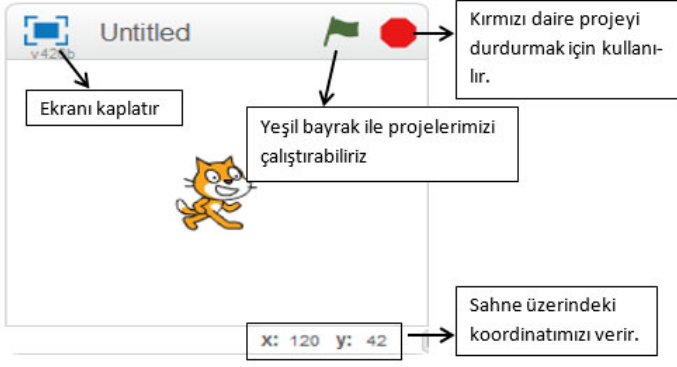 Untitled
v426b
Kırmızı daire projeyi
durdurmak için kullanı-
lır.
Ekranı kaplatır
Yeşil bayrak ile projelerimizi
çalıştırabiliriz
Sahne üzerindeki
koordinatımızı verir.
x: 120 y: 42